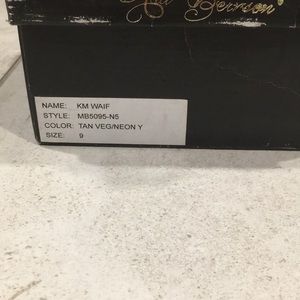 NAME: KM WAIF
STYLE: MB5095-N5
COLOR: TAN VEG/NEON Y
SIZE: 9